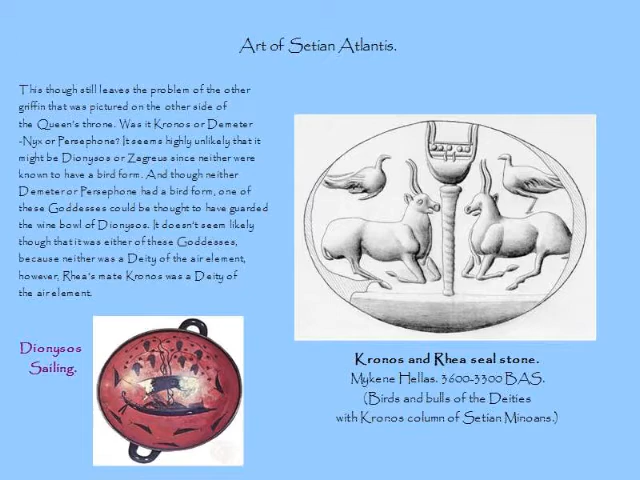 Art of Setian Atlantis.
This though still leaves the problem of the other
griffin that was pictured on the other side of
the Queen's throne. Was it Kronos or Demeter
-Nyx or Persephone? It seems highly unlikely that it
might be Dionysos or Zagreus since neither were
known to have a bird form. And though neither
Demeter or Persephone had a bird form, one of
these Goddesses could be thought to have guarded
the wine bowl of Dionysos. It doesn't seem likely
though that it was either of these Goddesses,
because neither was a Deity of the air element,
however, Rhea's mate Kronos was a Deity of
the air element.
Dionysos
Sailing.
Kronos and Rhea seal stone.
Mykene Hellas. 3600-3300 BAS.
(Birds and bulls of the Deities
with Kronos column of Setian Minoans.)